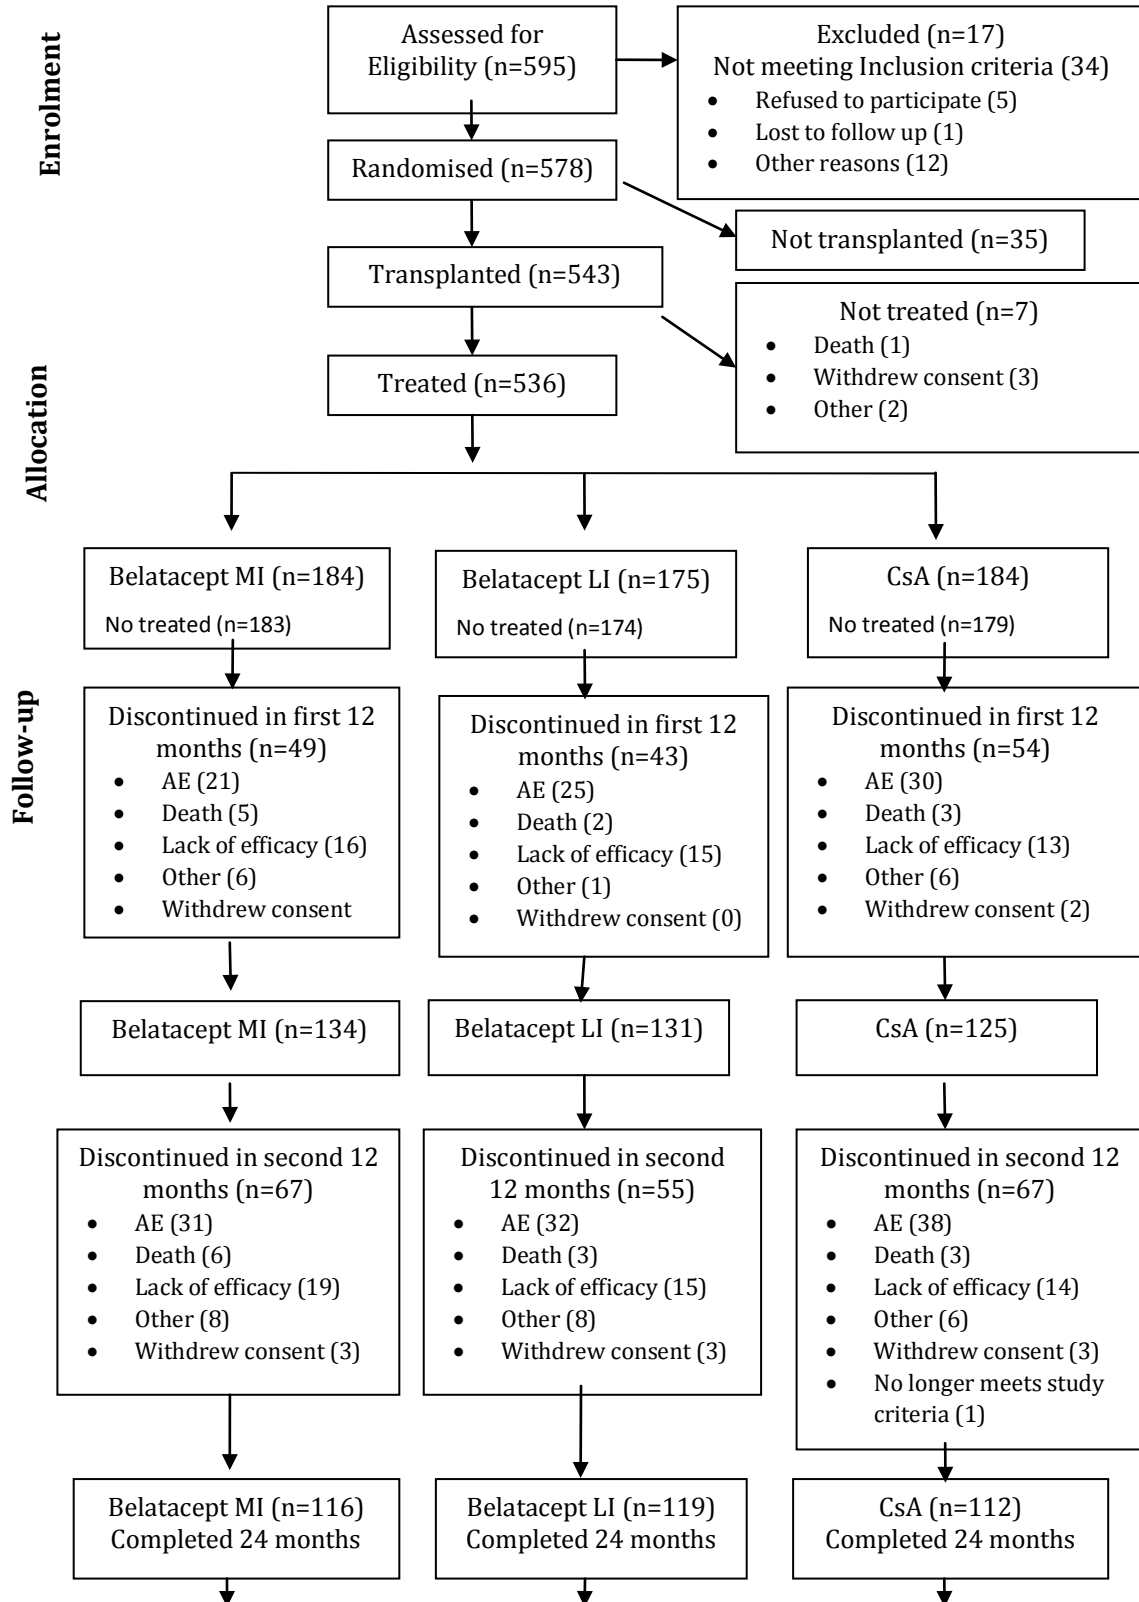 Enrolment
Assessed for
Eligibility (n=595)
Excluded (n=17)
Not meeting Inclusion criteria (34)
• Refused to participate (5)
• Lost to follow up (1)
• Other reasons (12)
Randomised (n=578)
Not transplanted (n=35)
Transplanted (n=543)
Not treated (n=7)
• Death (1)
• Withdrew consent (3)
• Other (2)
Treated (n=536)
Allocation
Belatacept MI (n=184)
No treated (n=183)
Belatacept LI (n=175)
No treated (n=174)
CsA (n=184)
No treated (n=179)
Follow-up
Discontinued in first 12
months (n=49)
• AE (21)
• Death (5)
• Lack of efficacy (16)
• Other (6)
• Withdrew consent
Discontinued in first 12
months (n=43)
• AE (25)
• Death (2)
• Lack of efficacy (15)
• Other (1)
• Withdrew consent (0)
Discontinued in first 12
months (n=54)
• AE (30)
• Death (3)
• Lack of efficacy (13)
• Other (6)
• Withdrew consent (2)
Belatacept MI (n=134)
Belatacept LI (n=131)
CsA (n=125)
Discontinued in second 12
months (n=67)
• AE (31)
• Death (6)
• Lack of efficacy (19)
• Other (8)
• Withdrew consent (3)
Discontinued in second
12 months (n=55)
• AE (32)
• Death (3)
• Lack of efficacy (15)
• Other (8)
• Withdrew consent (3)
Discontinued in second 12
months (n=67)
• AE (38)
• Death (3)
• Lack of efficacy (14)
• Other (6)
• Withdrew consent (3)
• No longer meets study
criteria (1)
Belatacept MI (n=116)
Completed 24 months
Belatacept LI (n=119)
Completed 24 months
CsA (n=112)
Completed 24 months